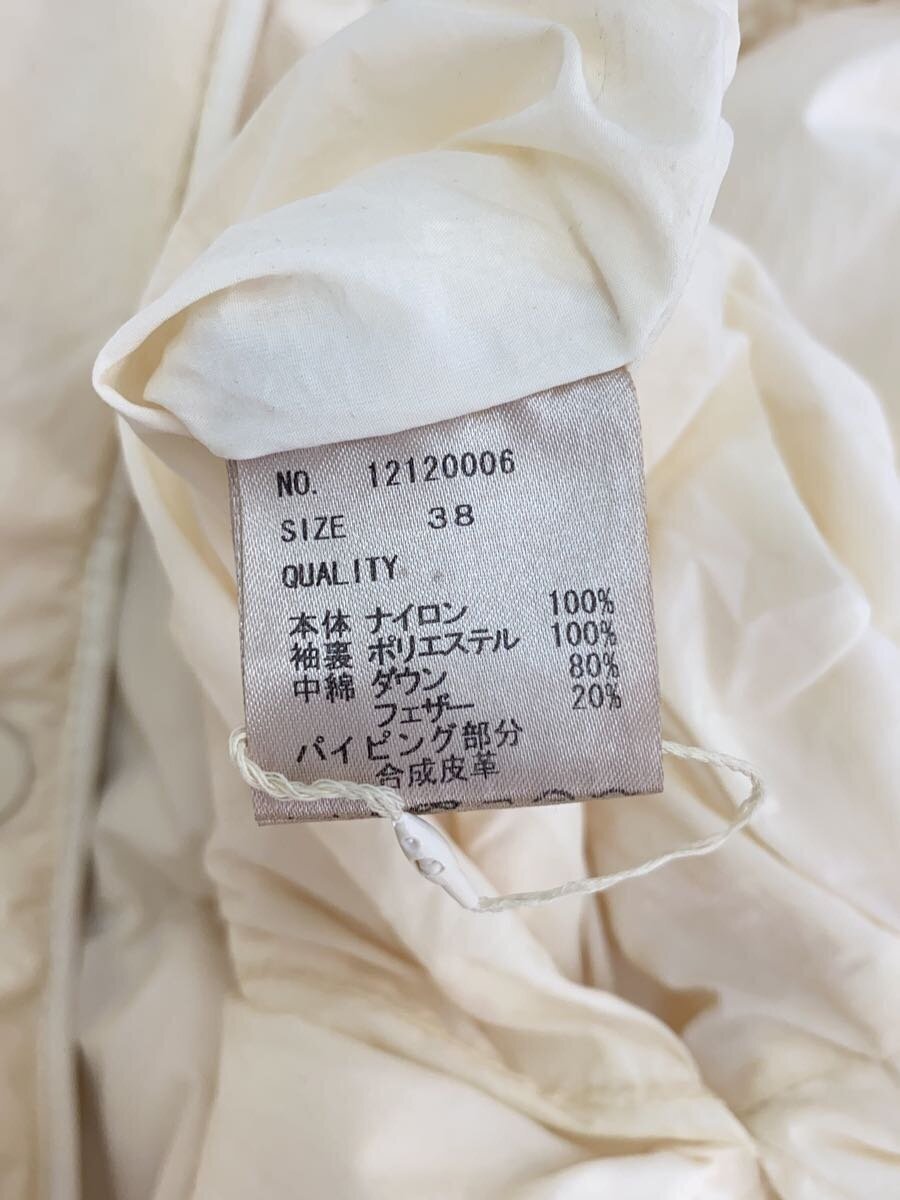 NO. 12120006
SIZE 38
QUALITY
本体 ナイロン 100%
袖裏 ポリエステル 100%
中綿 ダウン 80%
フェザー 20%
パイピング部分
合成皮革